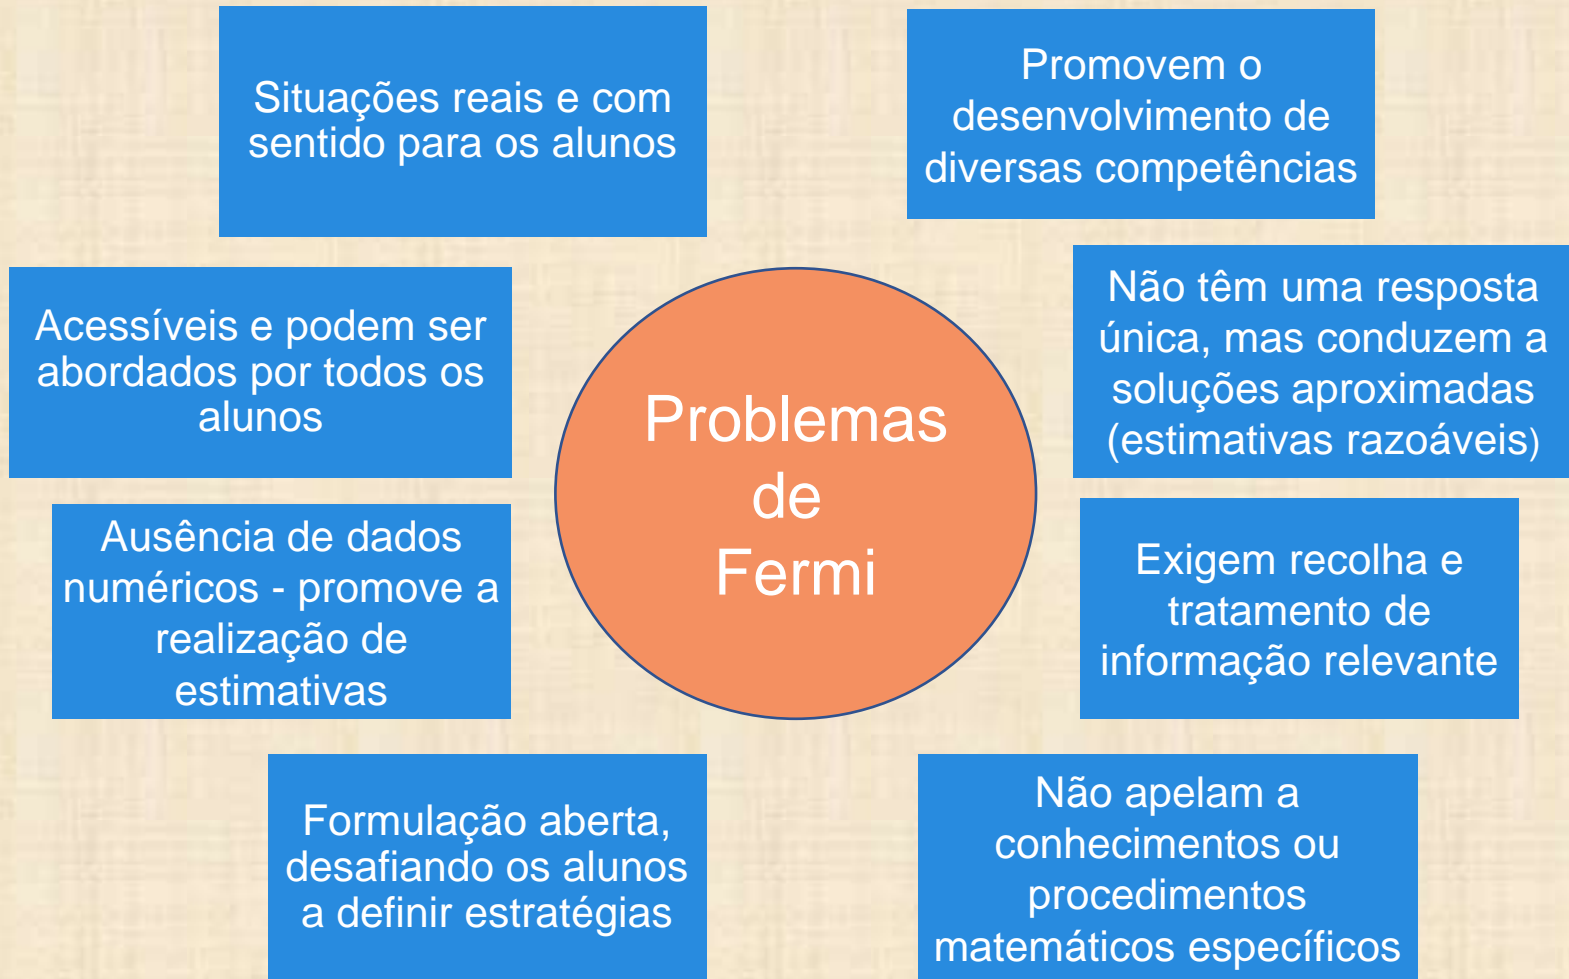 Situações reais e com
sentido para os alunos
Promovem o
desenvolvimento de
diversas competências
Acessíveis e podem ser
abordados por todos os
alunos
Problemas
de
Fermi
Não têm uma resposta
única, mas conduzem a
soluções aproximadas
(estimativas razoáveis)
Ausência de dados
numéricos - promove a
realização de
estimativas
Exigem recolha e
tratamento de
informação relevante
Formulação aberta,
desafiando os alunos
a definir estratégias
Não apelam a
conhecimentos ou
procedimentos
matemáticos específicos